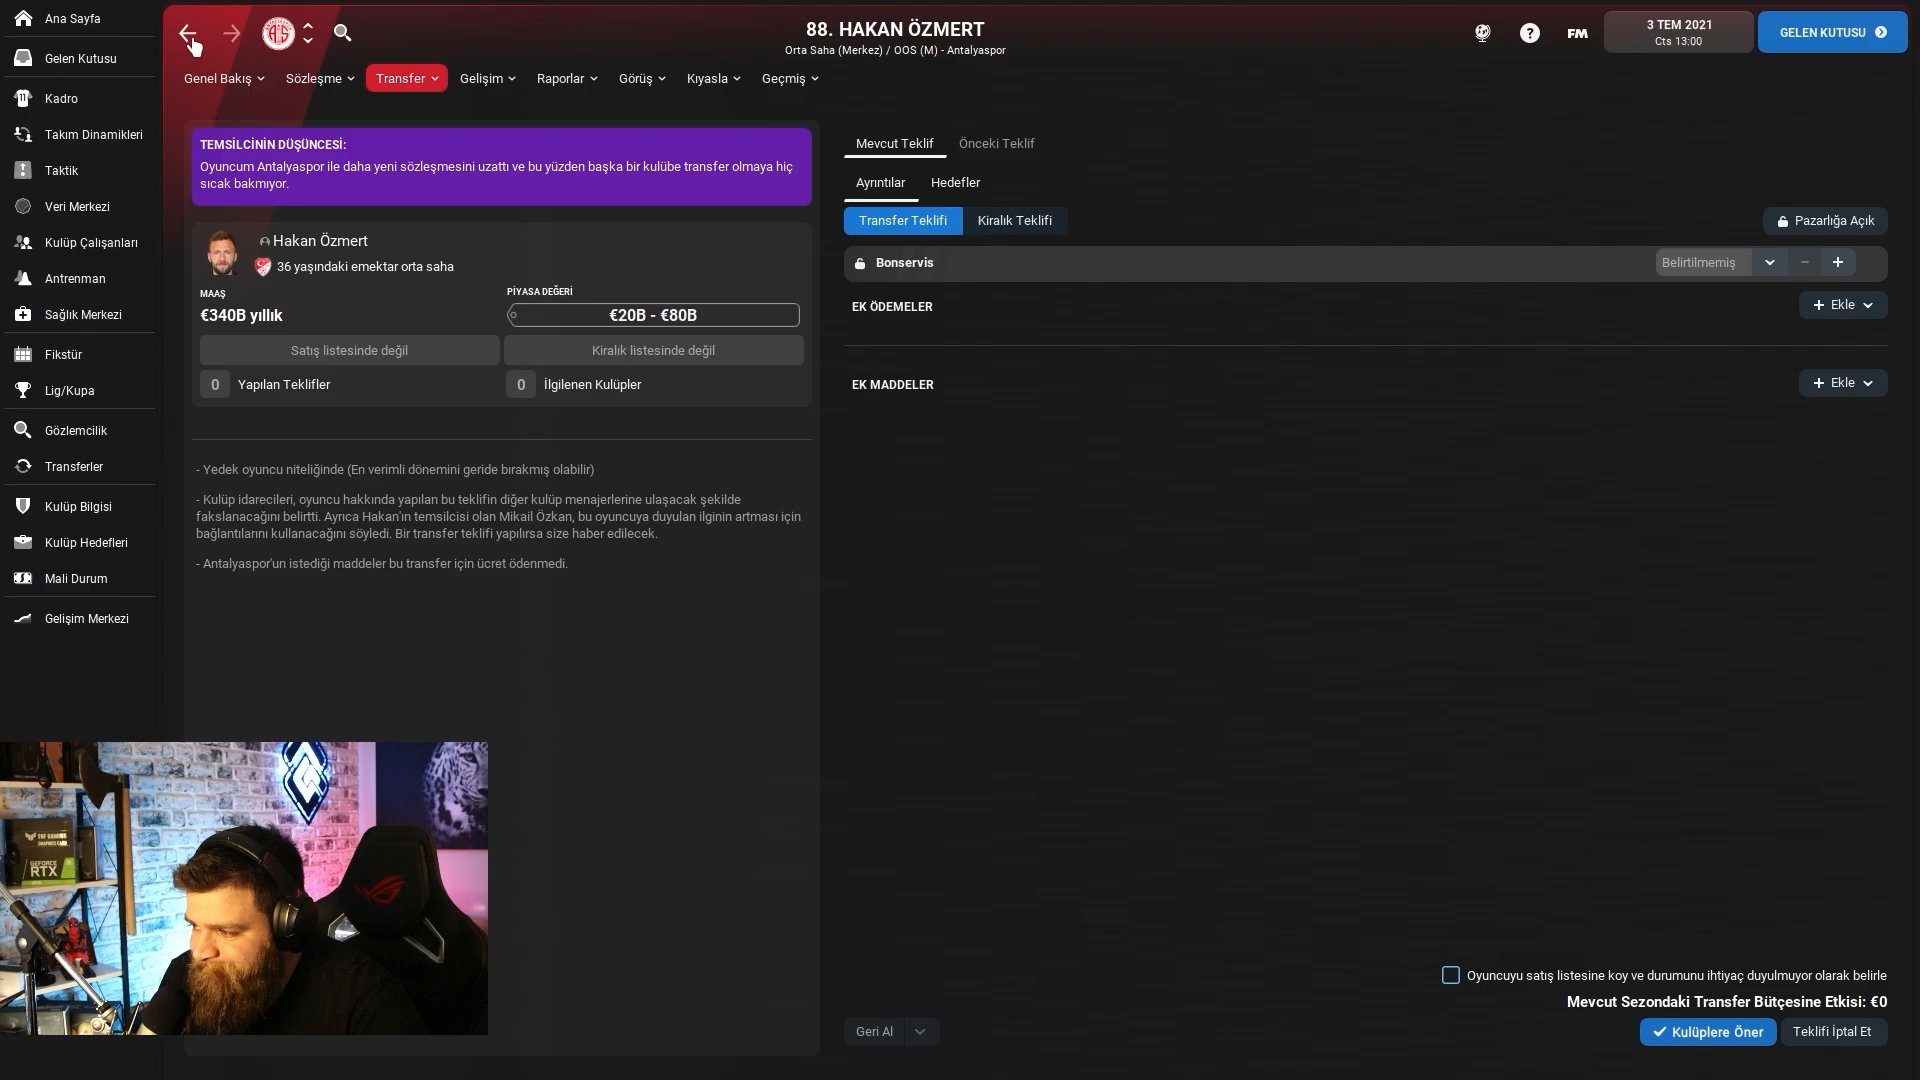 Ana Sayfa
Gelen Kutusu
Kadro
Takım Dinamikleri
Taktik
Veri Merkezi
Kulüp Çalışanları
Antrenman
Sağlık Merkezi
Fikstür
Lig/Kupa
Gözlemcilik
Transferler
Kulüp Bilgisi
Kulüp Hedefleri
Mali Durum
Gelişim Merkezi
88. HAKAN ÖZMERT
Orta Saha (Merkez) / OOS (M) - Antalyaspor
FM
3 TEM 2021
Cts 13:00
GELEN KUTUSU
Genel Bakış Sözleşme Transfer Gelişim Raporlar Görüş Kıyasla Geçmiş
TEMSİLCİNİN DÜŞÜNCESİ:
Oyuncum Antalyaspor ile daha yeni sözleşmesini uzattı ve bu yüzden başka bir kulübe transfer olmaya hiç
sıcak bakmıyor.
Hakan Özmert
36 yaşındaki emektar orta saha
MAAŞ
€340B yıllık
PİYASA DEĞERİ
€20B - €80B
Satış listesinde değil
Kiralık listesinde değil
0 Yapılan Teklifler
0 İlgilenen Kulüpler
- Yedek oyuncu niteliğinde (En verimli dönemini geride bırakmış olabilir)
- Kulüp idarecileri, oyuncu hakkında yapılan bu teklifin diğer kulüp menajerlerine ulaşacak şekilde
fakslanacağını belirtti. Ayrıca Hakan'ın temsilcisi olan Mikail Özkan, bu oyuncuya duyulan ilginin artması için
bağlantılarını kullanacağını söyledi. Bir transfer teklifi yapılırsa size haber edilecek.
- Antalyaspor'un istediği maddeler bu transfer için ücret ödenmedi.
Mevcut Teklif Önceki Teklif
Ayrıntılar Hedefler
Transfer Teklifi Kiralık Teklifi
Pazarlığa Açık
Bonservis
Belirtilmemiş
EK ÖDEMELER
+ Ekle
EK MADDELER
+ Ekle
Oyuncuyu satış listesine koy ve durumunu ihtiyaç duyulmuyor olarak belirle
Mevcut Sezondaki Transfer Bütçesine Etkisi: €0
Geri Al
Kulüplere Öner
Teklifi İptal Et
TUF GAMING
GRAPHICS CARD
GEFORCE
RTX